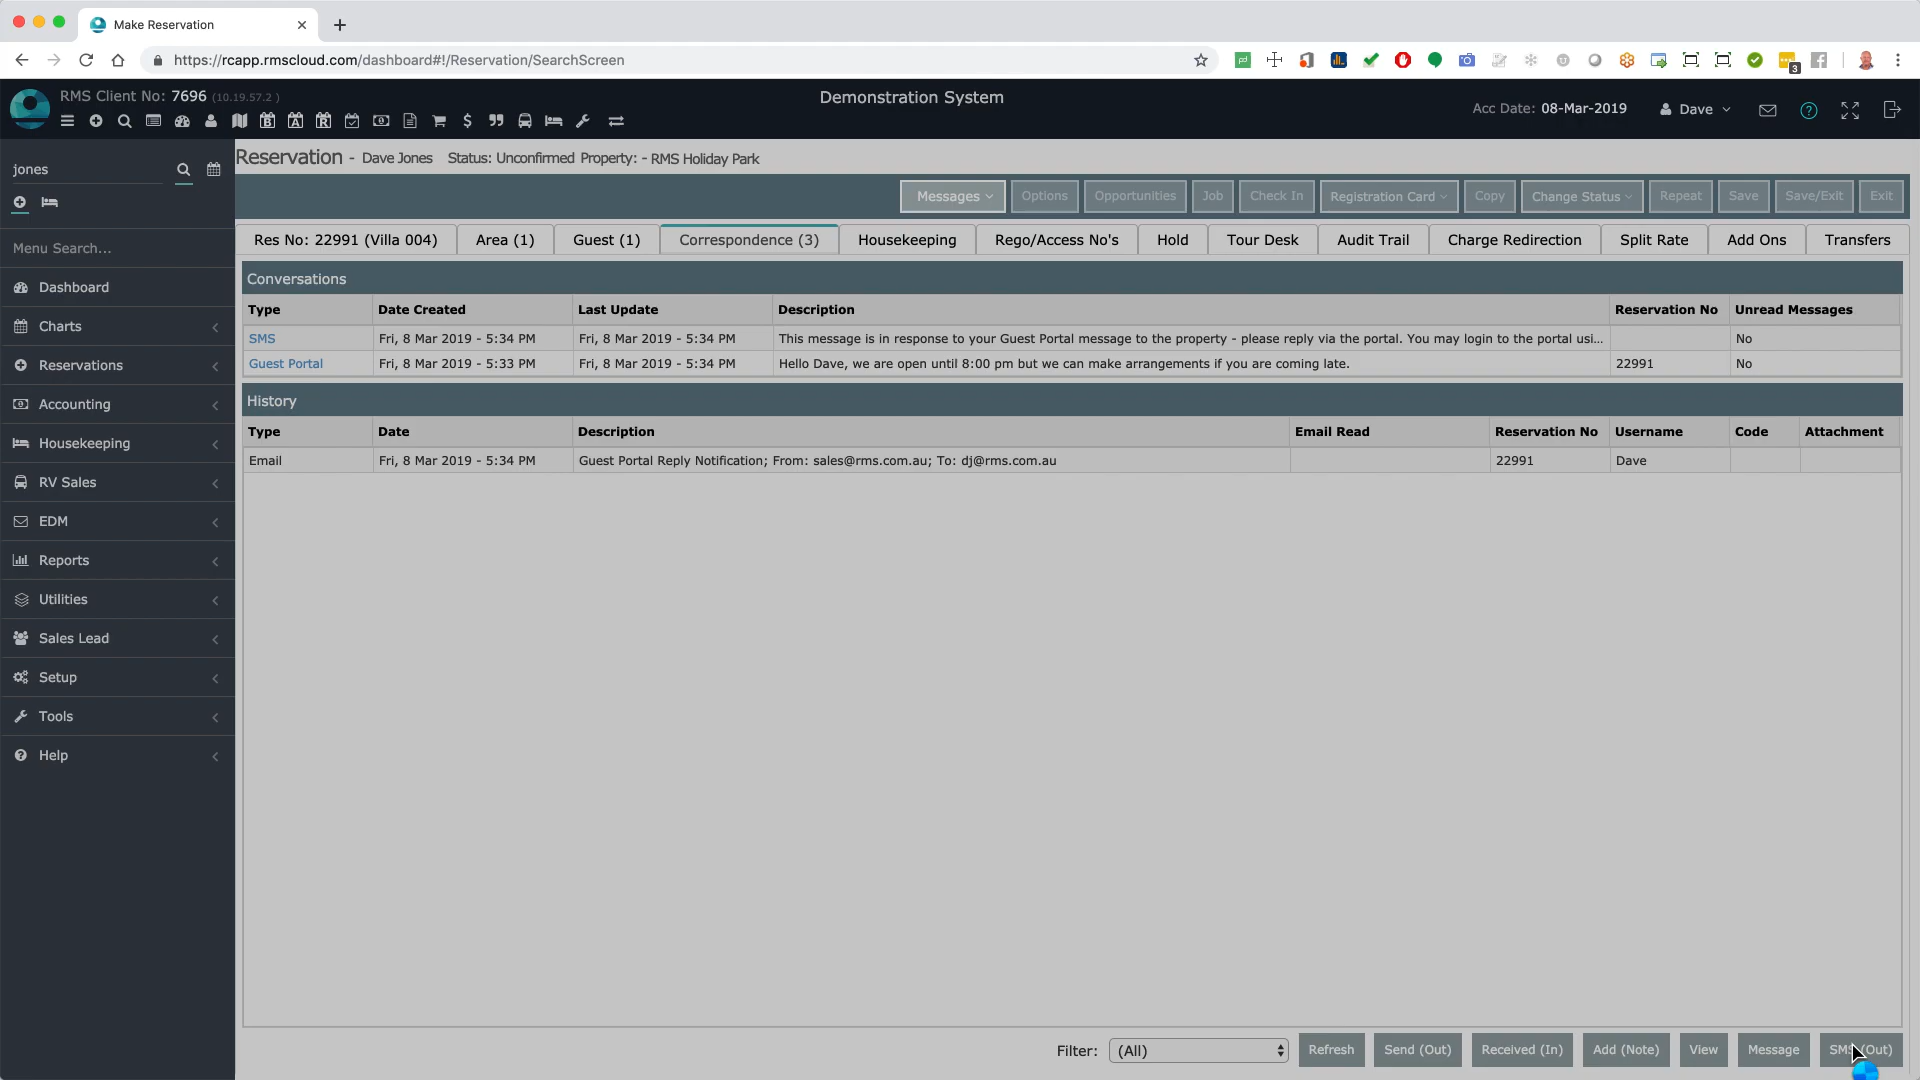 Make Reservation
https://rcapp.rmscloud.com/dashboard#!/Reservation/SearchScreen
3
RMS Client No: 7696 (10.19.57.2 )
Demonstration System
Acc Date: 08-Mar-2019
Dave
jones
Menu Search...
Dashboard
Charts
Reservations
Accounting
Housekeeping
RV Sales
EDM
Reports
Utilities
Sales Lead
Setup
Tools
Help
Reservation - Dave Jones Status: Unconfirmed Property: - RMS Holiday Park
Messages Options Opportunities Job Check In Registration Card Copy Change Status Repeat Save Save/Exit Exit
Res No: 22991 (Villa 004) Area (1) Guest (1) Correspondence (3) Housekeeping Rego/Access No's Hold Tour Desk Audit Trail Charge Redirection Split Rate Add Ons Transfers
Conversations
Type Date Created Last Update Description Reservation No Unread Messages
SMS Fri, 8 Mar 2019 - 5:34 PM Fri, 8 Mar 2019 - 5:34 PM This message is in response to your Guest Portal message to the property - please reply via the portal. You may login to the portal usi... No
Guest Portal Fri, 8 Mar 2019 - 5:33 PM Fri, 8 Mar 2019 - 5:34 PM Hello Dave, we are open until 8:00 pm but we can make arrangements if you are coming late. 22991 No
History
Type Date Description Email Read Reservation No Username Code Attachment
Email Fri, 8 Mar 2019 - 5:34 PM Guest Portal Reply Notification; From: sales@rms.com.au; To: dj@rms.com.au 22991 Dave
Filter: (All) Refresh Send (Out) Received (In) Add (Note) View Message SMS (Out)